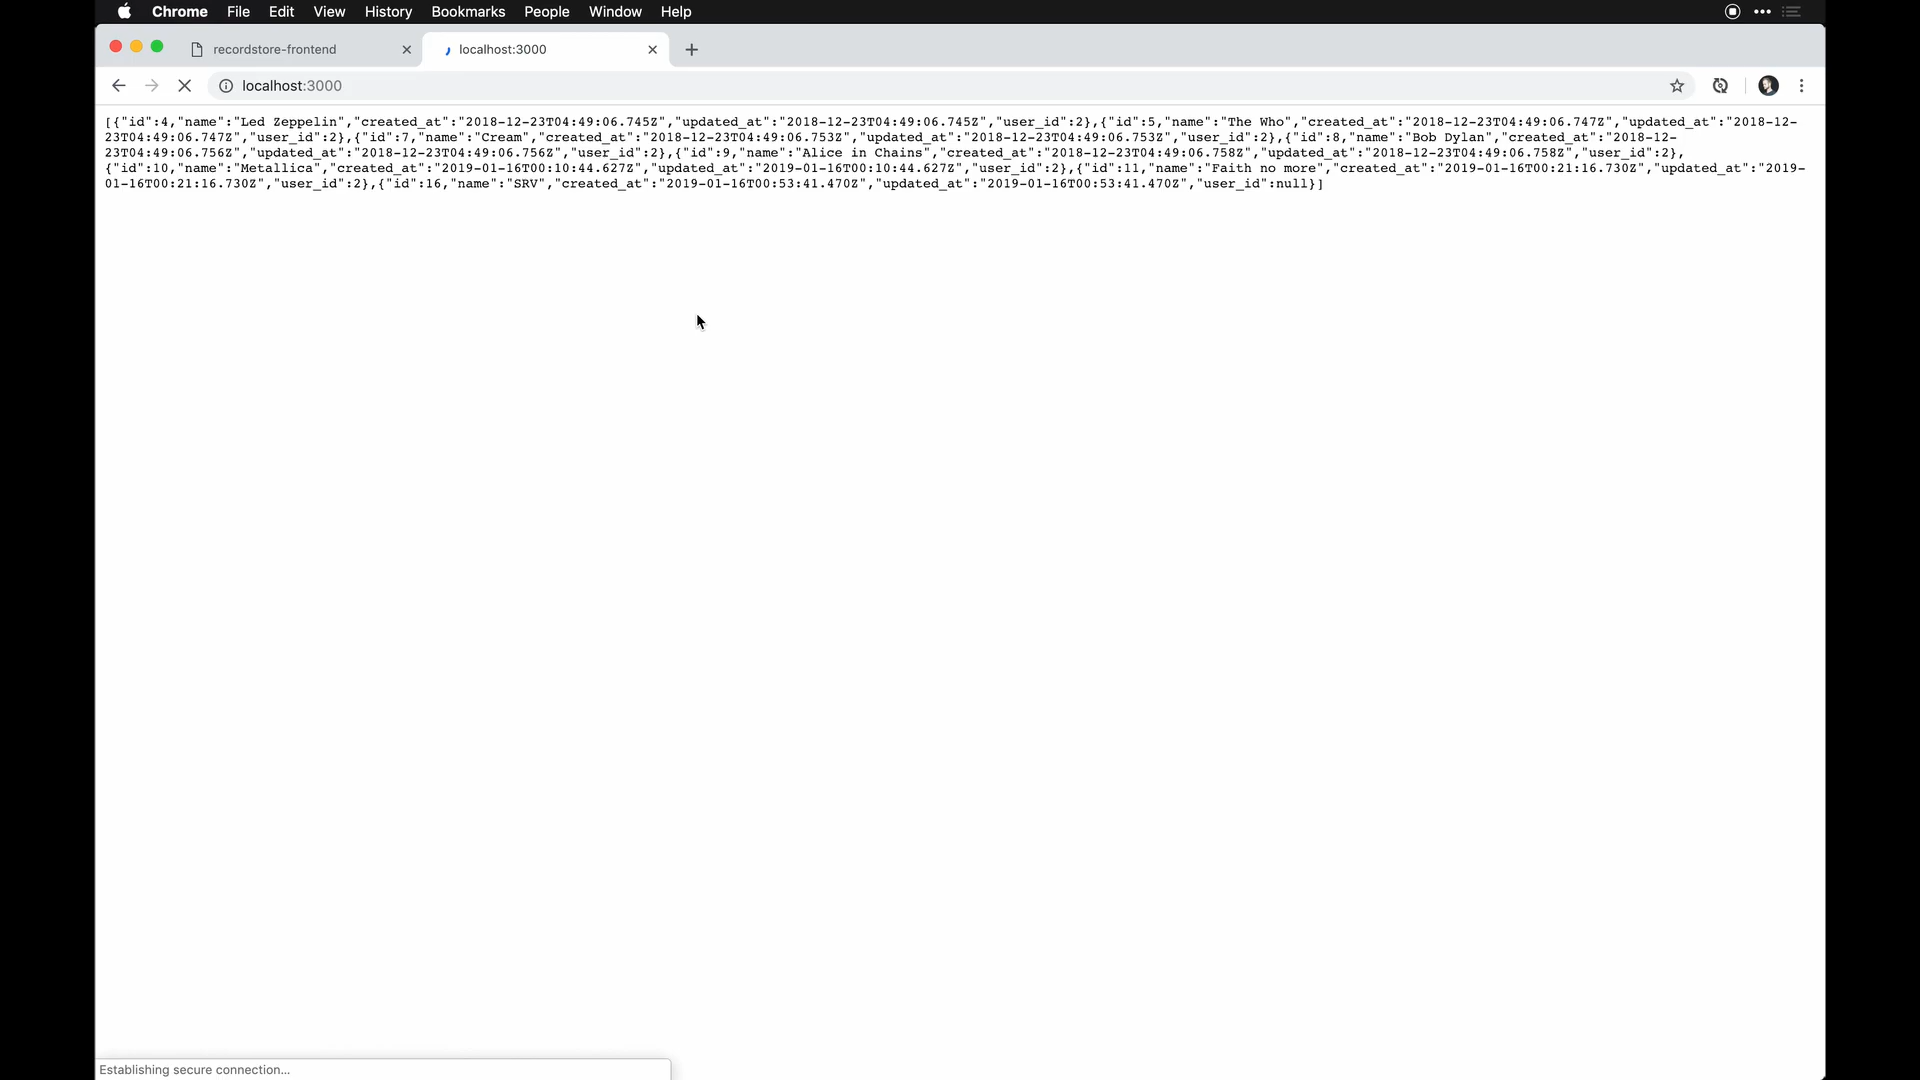 Chrome File Edit View History Bookmarks People Window Help
recordstore-frontend
localhost:3000
localhost:3000
[{"id":4,"name":"Led Zeppelin","created_at":"2018-12-23T04:49:06.745Z","updated_at":"2018-12-23T04:49:06.745Z","user_id":2},{"id":5,"name":"The Who","created_at":"2018-12-23T04:49:06.747Z","updated_at":"2018-12-
23T04:49:06.747Z","user_id":2},{"id":7,"name":"Cream","created_at":"2018-12-23T04:49:06.753Z","updated_at":"2018-12-23T04:49:06.753Z","user_id":2},{"id":8,"name":"Bob Dylan","created_at":"2018-12-
23T04:49:06.756Z","updated_at":"2018-12-23T04:49:06.756Z","user_id":2},{"id":9,"name":"Alice in Chains","created_at":"2018-12-23T04:49:06.758Z","updated_at":"2018-12-23T04:49:06.758Z","user_id":2},
{"id":10,"name":"Metallica","created_at":"2019-01-16T00:10:44.627Z","updated_at":"2019-01-16T00:10:44.627Z","user_id":2},{"id":11,"name":"Faith no more","created_at":"2019-01-16T00:21:16.730Z","updated_at":"2019-
01-16T00:21:16.730Z","user_id":2},{"id":16,"name":"SRV","created_at":"2019-01-16T00:53:41.470Z","updated_at":"2019-01-16T00:53:41.470Z","user_id":null}]
Establishing secure connection...